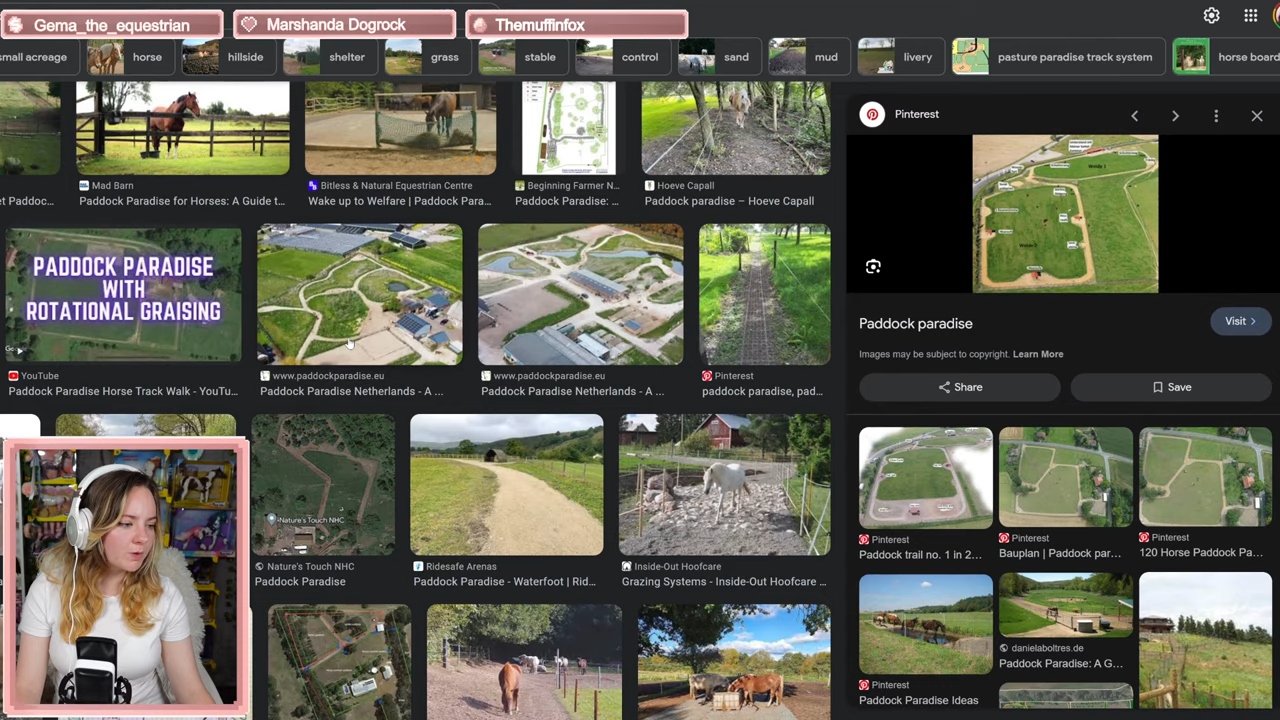 Gema_the_equestrian
Marshanda Dogrock
Themuffinfox
small acreage
horse
hillside
shelter
grass
stable
control
sand
mud
livery
pasture paradise track system
horse board
Mad Barn
Paddock Paradise for Horses: A Guide t...
Bitless & Natural Equestrian Centre
Wake up to Welfare | Paddock Para...
Beginning Farmer N...
Paddock Paradise: ...
Hoeve Capall
Paddock paradise – Hoeve Capall
et Paddoc...
PADDOCK PARADISE
WITH
ROTATIONAL GRAISING
YouTube
Paddock Paradise Horse Track Walk - YouTu...
www.paddockparadise.eu
Paddock Paradise Netherlands - A ...
www.paddockparadise.eu
Paddock Paradise Netherlands - A ...
Pinterest
paddock paradise, pad...
Nature's Touch NHC
Nature's Touch NHC
Paddock Paradise
Ridesafe Arenas
Paddock Paradise - Waterfoot | Rid...
Inside-Out Hoofcare
Grazing Systems - Inside-Out Hoofcare ...
Pinterest
Paddock paradise
Visit
Images may be subject to copyright. Learn More
Share
Save
Pinterest
Paddock trail no. 1 in 2...
Pinterest
Bauplan | Paddock par...
Pinterest
120 Horse Paddock Pa...
Pinterest
Paddock Paradise Ideas
danielaboltres.de
Paddock Paradise: A G...